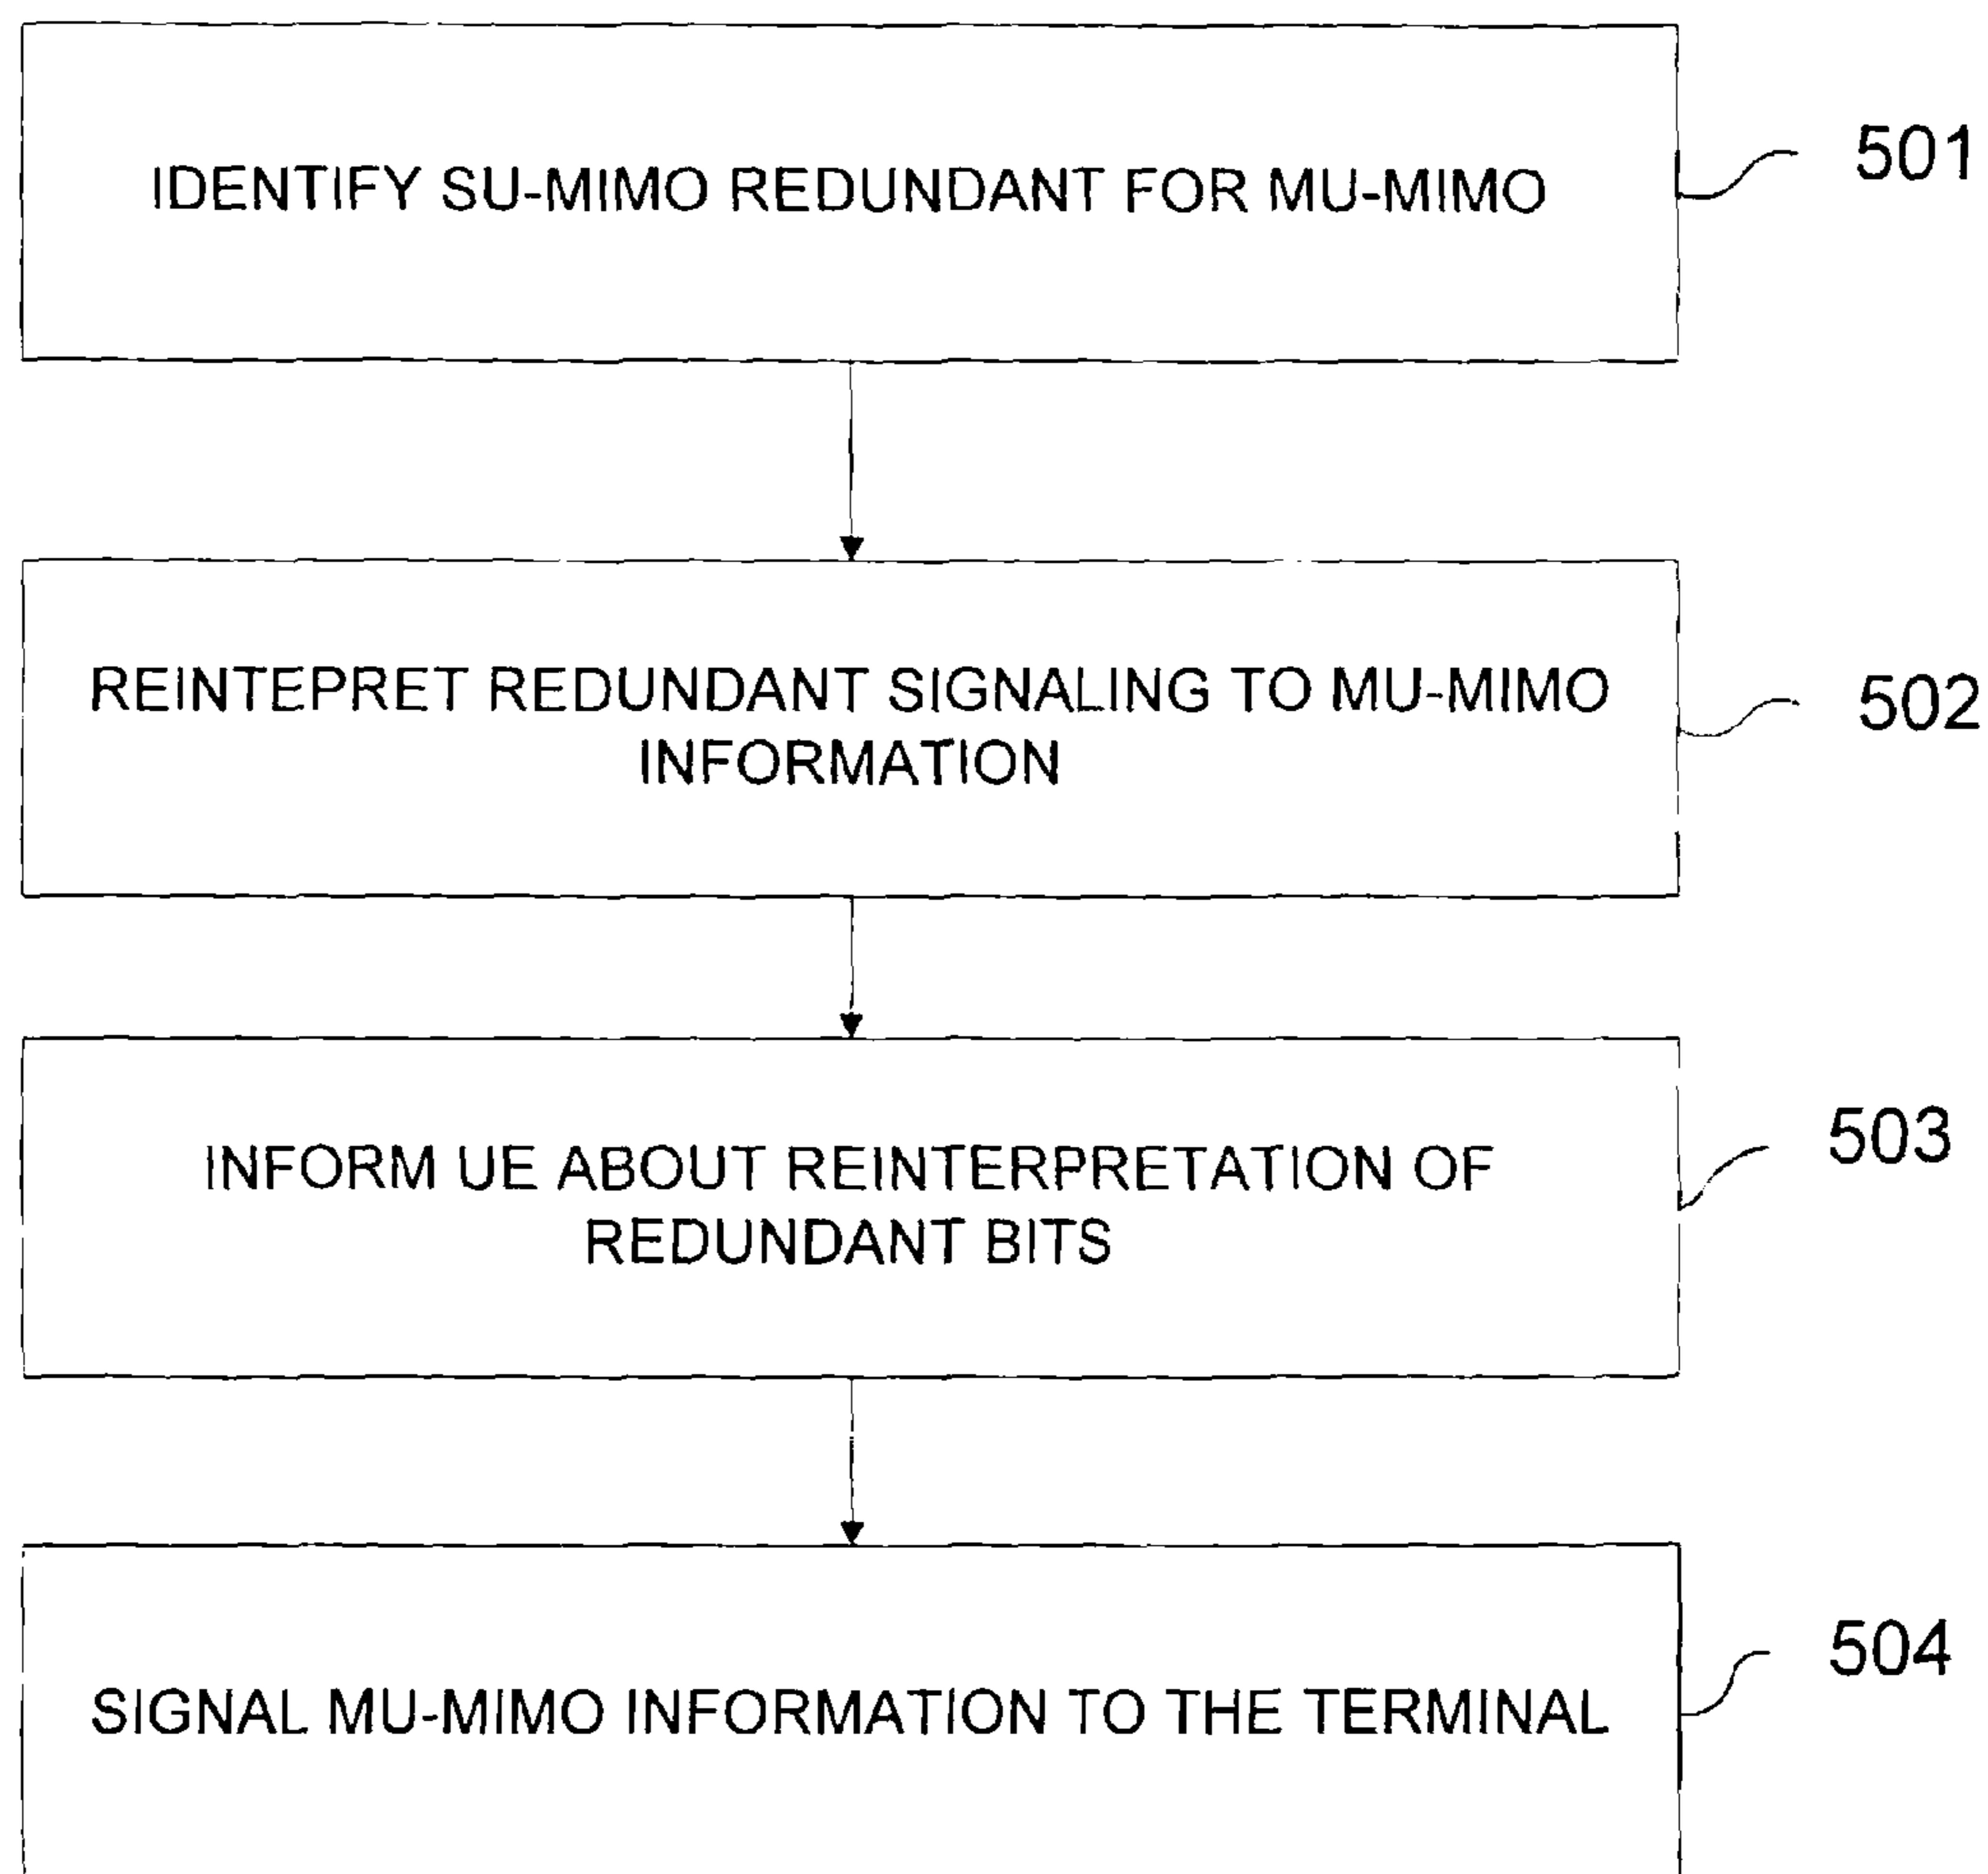 IDENTIFY SU-MIMO REDUNDANT FOR MU-MIMO
501
REINTEPRET REDUNDANT SIGNALING TO MU-MIMO
INFORMATION
502
INFORM UE ABOUT REINTERPRETATION OF
REDUNDANT BITS
503
SIGNAL MU-MIMO INFORMATION TO THE TERMINAL
504